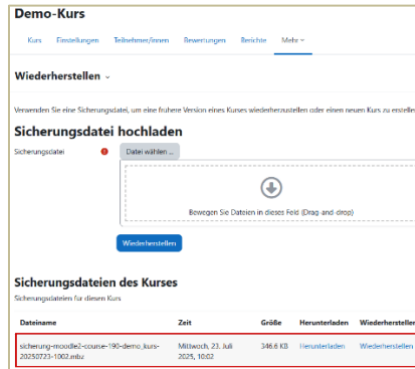 Demo-Kurs
Kurs Einstellungen Teilnehmer/innen Bewertungen Berichte Mehr
Wiederherstellen
Verwenden Sie eine Sicherungsdatei, um eine frühere Version eines Kurses wiederherzustellen oder einen neuen Kurs zu erstelle
Sicherungsdatei hochladen
Sicherungsdatei Datei wählen ...
Bewegen Sie Dateien in dieses Feld (Drag-and-drop)
Wiederherstellen
Sicherungsdateien des Kurses
Sicherungsdateien für diesen Kurs
Dateiname Zeit Größe Herunterladen Wiederhersteller
sicherung-moodle2-course-190-demo_kurs- Mittwoch, 23. Juli 346.6 KB Herunterladen Wiederherstellen
20250723-1002.mbz 2025, 10:02